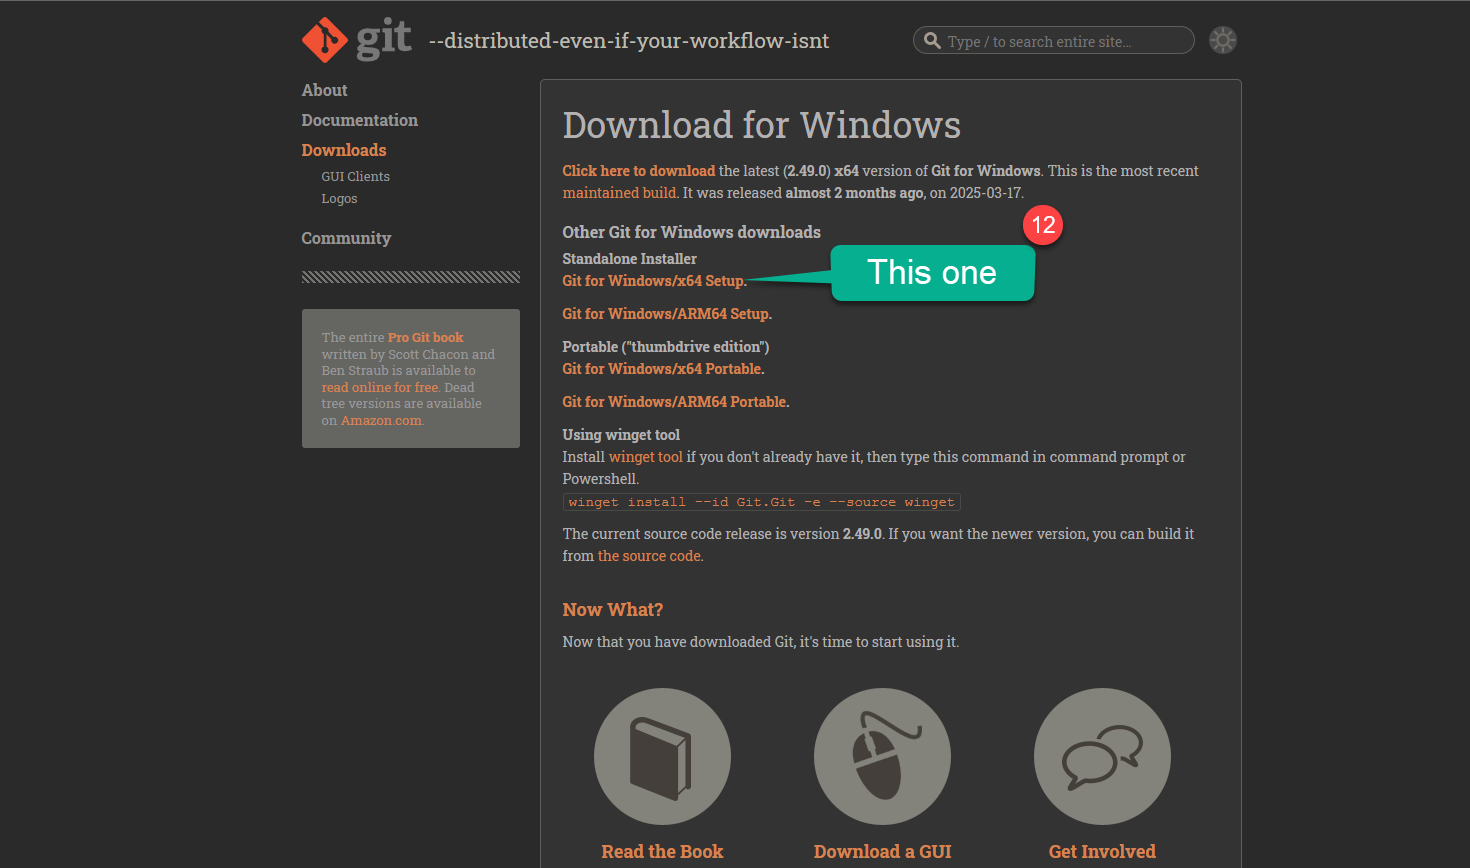 git --distributed-even-if-your-workflow-isnt
Type / to search entire site...
About
Documentation
Downloads
GUI Clients
Logos
Community
The entire Pro Git book
written by Scott Chacon and
Ben Straub is available to
read online for free. Dead
tree versions are available
on Amazon.com.
Download for Windows
Click here to download the latest (2.49.0) x64 version of Git for Windows. This is the most recent
maintained build. It was released almost 2 months ago, on 2025-03-17.
12
Other Git for Windows downloads
Standalone Installer
Git for Windows/x64 Setup.
This one
Git for Windows/ARM64 Setup.
Portable ("thumbdrive edition")
Git for Windows/x64 Portable.
Git for Windows/ARM64 Portable.
Using winget tool
Install winget tool if you don't already have it, then type this command in command prompt or
Powershell.
winget install --id Git.Git -e --source winget
The current source code release is version 2.49.0. If you want the newer version, you can build it
from the source code.
Now What?
Now that you have downloaded Git, it's time to start using it.
Read the Book
Download a GUI
Get Involved